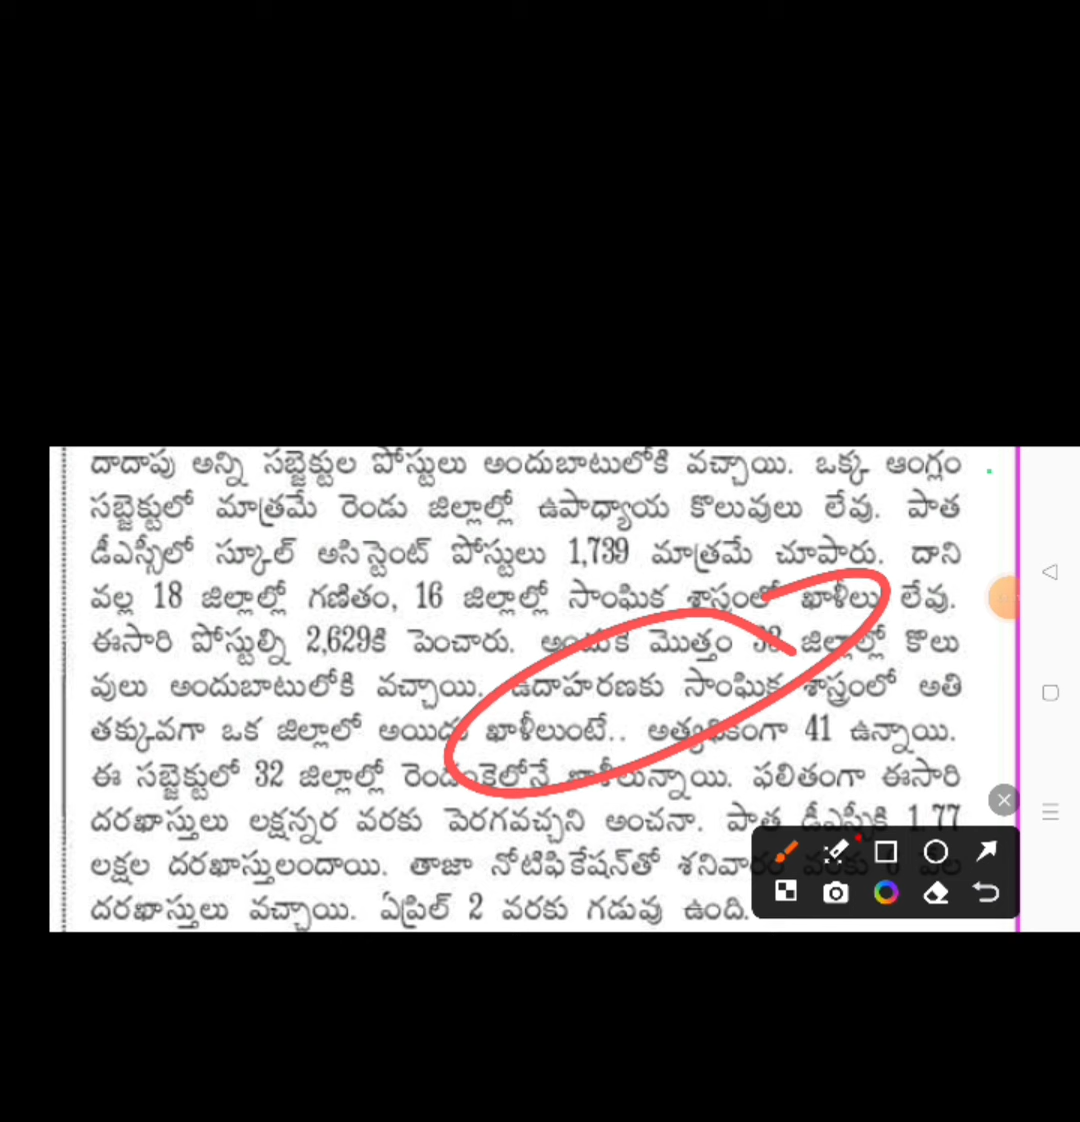 దాదాపు అన్ని సబ్జెక్టుల పోస్టులు అందుబాటులోకి వచ్చాయి. ఒక్క ఆంగ్లం
సబ్జెక్టులో మాత్రమే రెండు జిల్లాల్లో ఉపాధ్యాయ కొలువులు లేవు. పాత
డీఎస్సీలో స్కూల్ అసిస్టెంట్ పోస్టులు 1,739 మాత్రమే చూపారు. దాని
వల్ల 18 జిల్లాల్లో గణితం, 16 జిల్లాల్లో సాంఘిక శాస్త్రంలో ఖాళీలు లేవు.
ఈసారి పోస్టుల్ని 2,629కి పెంచారు. మొత్తం జిల్లాల్లో కొలు
వులు అందుబాటులోకి వచ్చాయి. ఉదాహరణకు సాంఘిక శాస్త్రంలో అతి
తక్కువగా ఒక జిల్లాలో అయిదు ఖాళీలుంటే.. అత్యధికంగా 41 ఉన్నాయి.
ఈ సబ్జెక్టులో 32 జిల్లాల్లో రెండంకెల్లోనే ఖాళీలున్నాయి. ఫలితంగా ఈసారి
దరఖాస్తులు లక్షన్నర వరకు పెరగవచ్చని అంచనా. పాత డీఎస్సీకి 1.77
లక్షల దరఖాస్తులందాయి. తాజా నోటిఫికేషన్‌తో శనివారం వరకు
దరఖాస్తులు వచ్చాయి. ఏప్రిల్ 2 వరకు గడువు ఉంది.